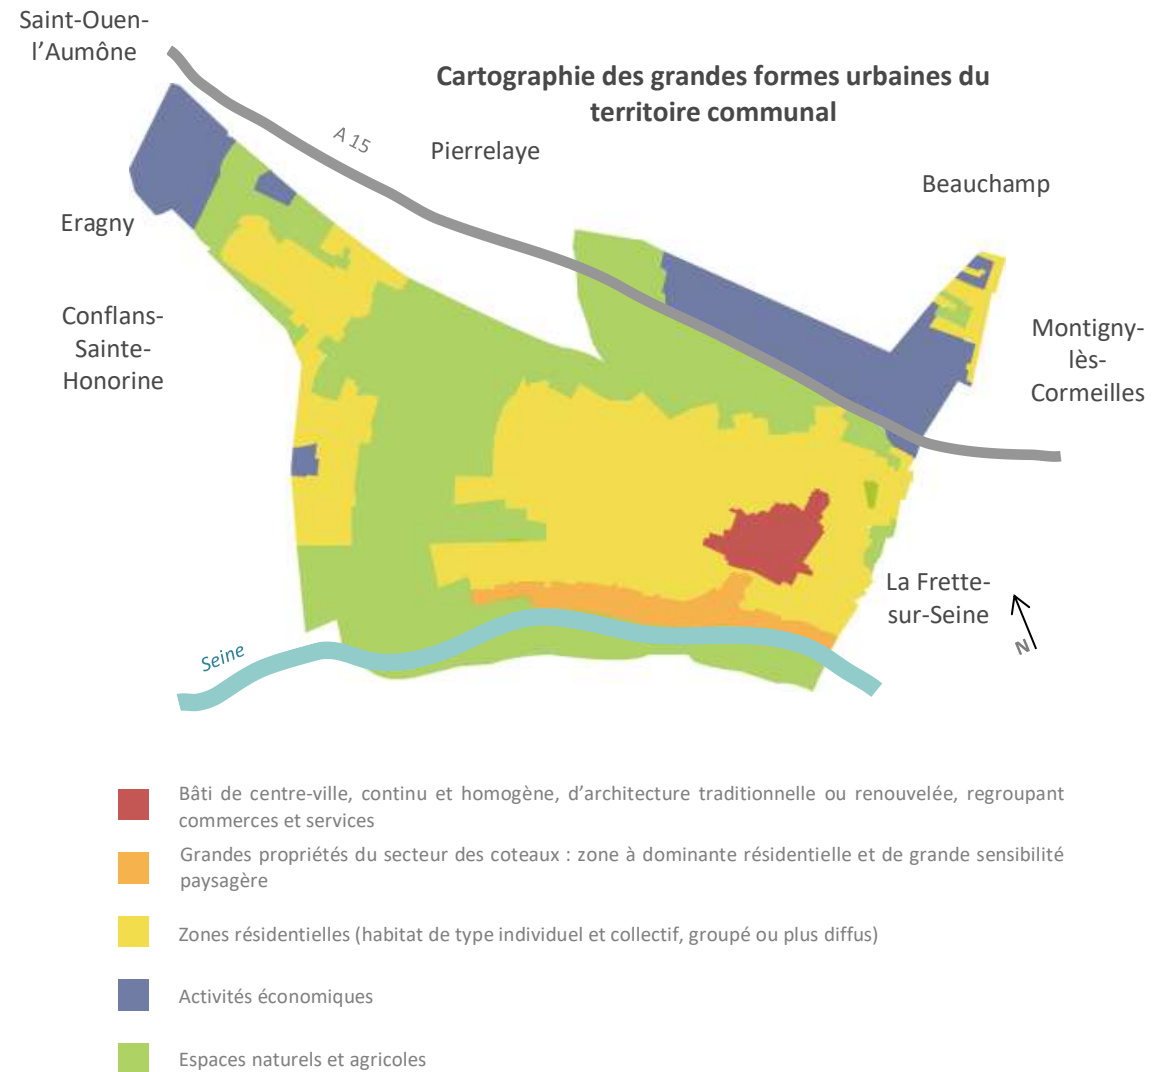 Saint-Ouen-
l’Aumône
Cartographie des grandes formes urbaines du
territoire communal
A 15
Pierrelaye
Beauchamp
Eragny
Conflans-
Sainte-
Honorine
Montigny-
lès-
Cormeilles
La Frette-
sur-Seine
N
Seine
Bâti de centre-ville, continu et homogène, d’architecture traditionnelle ou renouvelée, regroupant
commerces et services
Grandes propriétés du secteur des coteaux : zone à dominante résidentielle et de grande sensibilité
paysagère
Zones résidentielles (habitat de type individuel et collectif, groupé ou plus diffus)
Activités économiques
Espaces naturels et agricoles